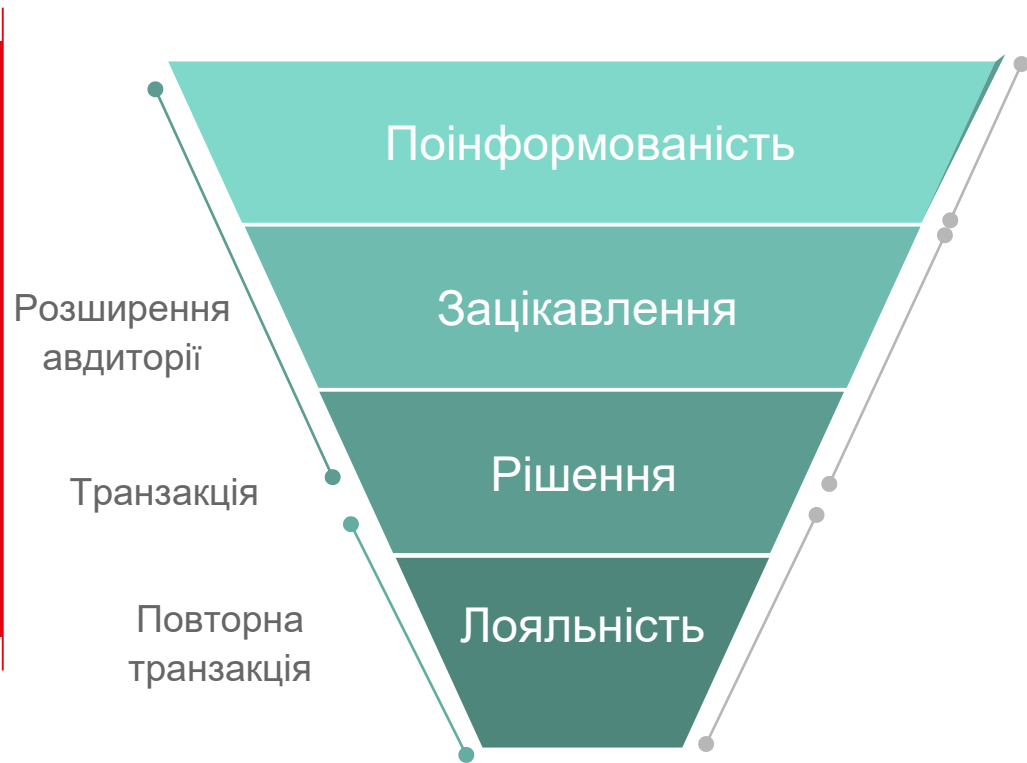 Поінформованість
Зацікавлення
Розширення
авдиторії
Рішення
Транзакція
Лояльність
Повторна
транзакція